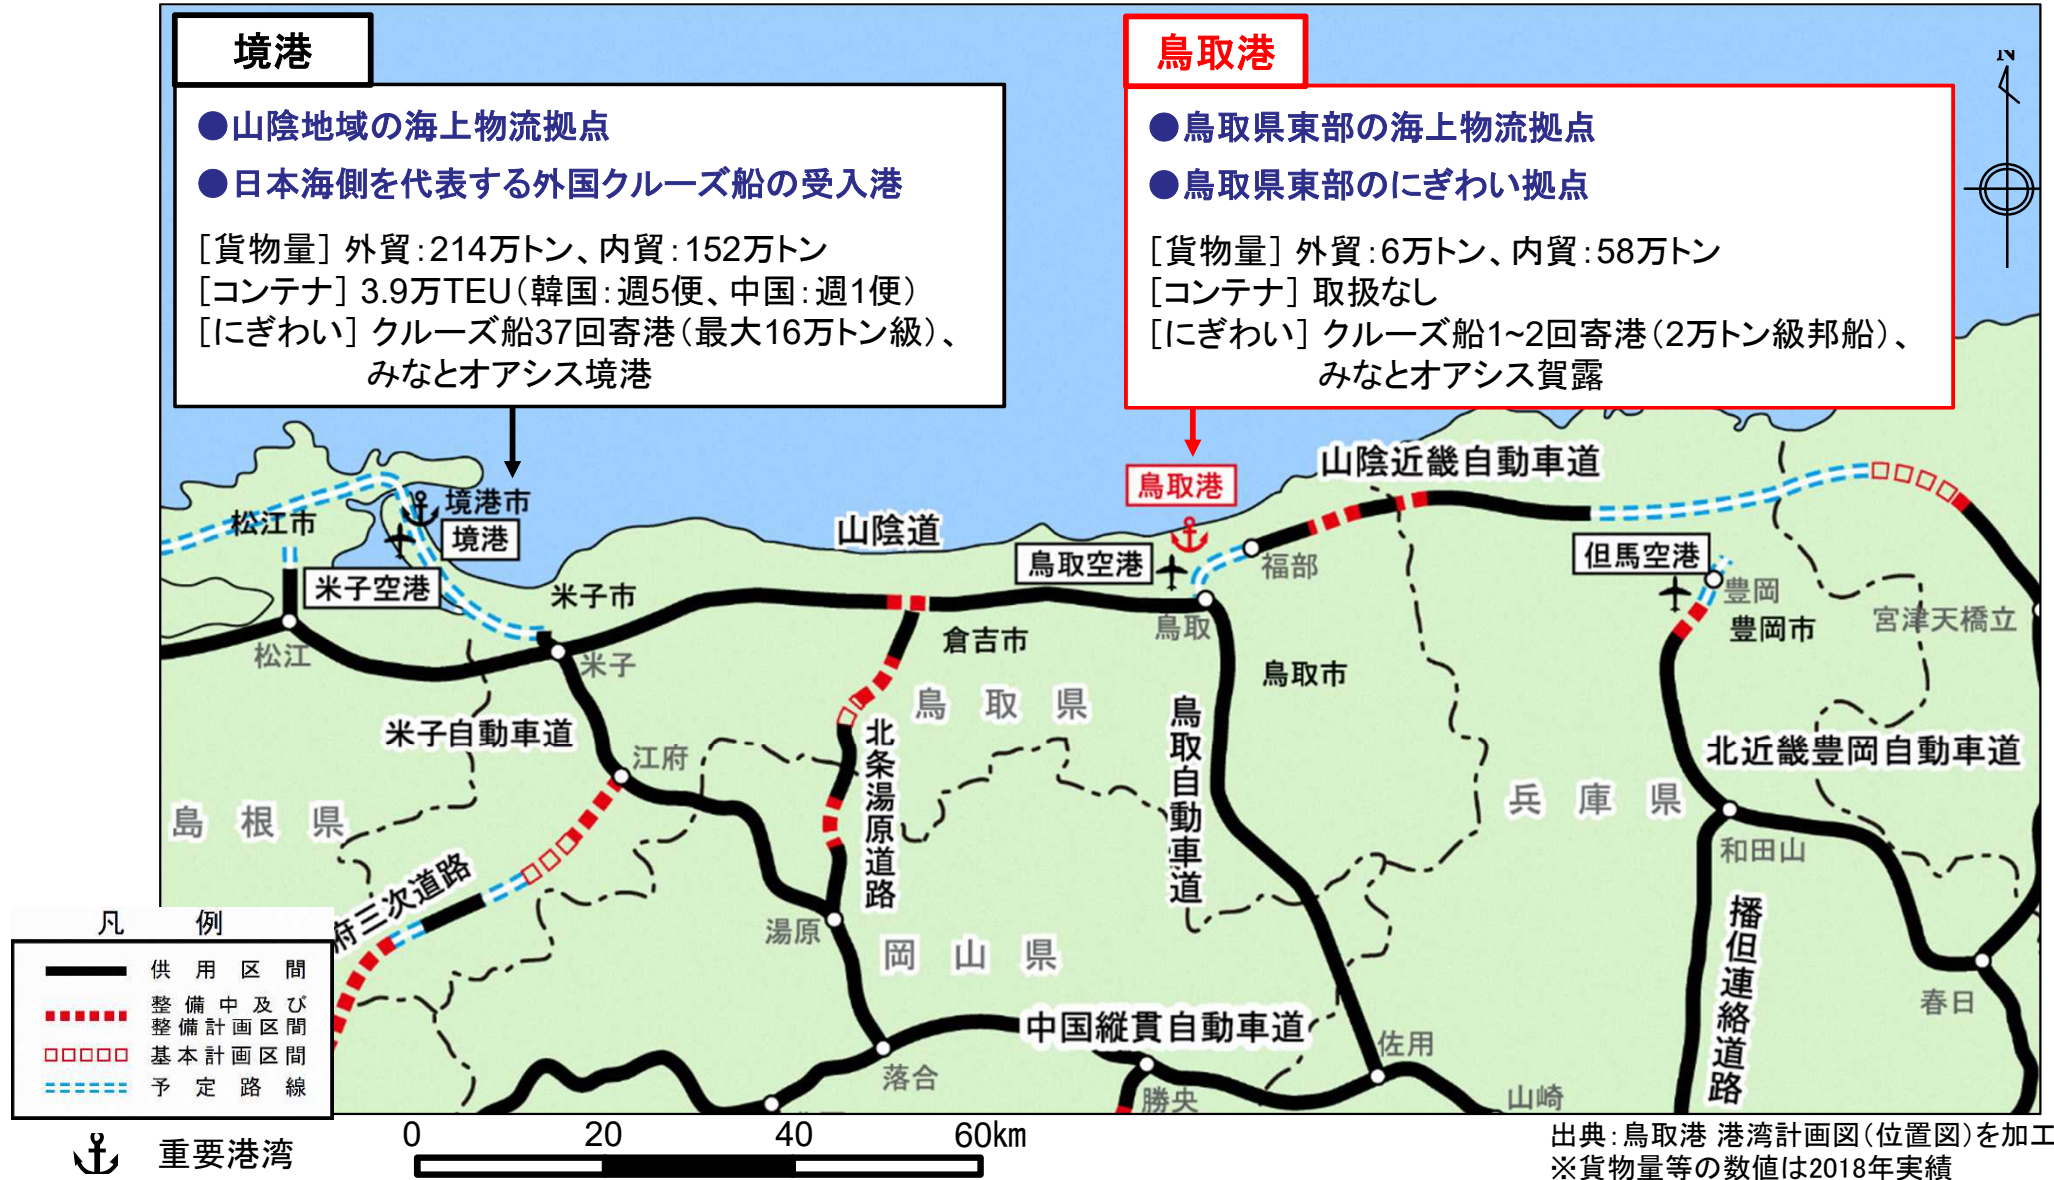 境港
●山陰地域の海上物流拠点
●日本海側を代表する外国クルーズ船の受入港
[貨物量] 外貿：214万トン、内貿：152万トン
[コンテナ] 3.9万TEU（韓国：週5便、中国：週1便）
[にぎわい] クルーズ船37回寄港（最大16万トン級）、
みなとオアシス境港
鳥取港
●鳥取県東部の海上物流拠点
●鳥取県東部のにぎわい拠点
[貨物量] 外貿：6万トン、内貿：58万トン
[コンテナ] 取扱なし
[にぎわい] クルーズ船1~2回寄港（2万トン級邦船）、
みなとオアシス賀露
N
山陰近畿自動車道
鳥取港
境港市
松江市
境港
山陰道
鳥取空港
福部
但馬空港
米子空港
米子市
豊岡
豊岡市
宮津天橋立
松江
米子
倉吉市
鳥取
鳥取市
鳥取県
米子自動車道
江府
北条湯原道路
鳥取自動車道
北近畿豊岡自動車道
島根県
兵庫県
和田山
府三次道路
湯原
岡山県
播但連絡道路
春日
中国縦貫自動車道
佐用
落合
勝央
山崎
凡例
供用区間
整備中及び
整備計画区間
基本計画区間
予定路線
重要港湾
0 20 40 60km
出典：鳥取港 港湾計画図（位置図）を加工
※貨物量等の数値は2018年実績